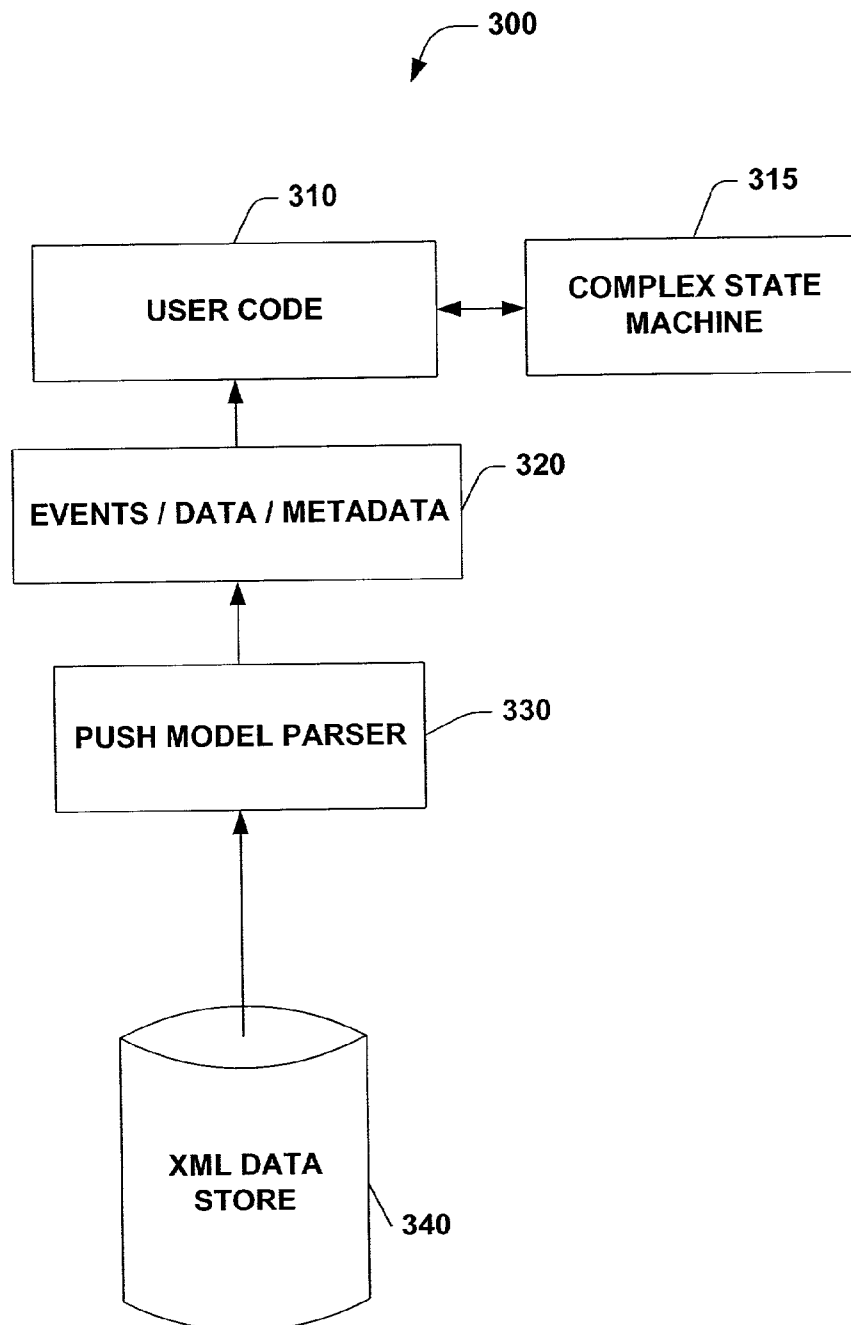 300
310
315
USER CODE
COMPLEX STATE
MACHINE
320
EVENTS / DATA / METADATA
330
PUSH MODEL PARSER
XML DATA
STORE
340